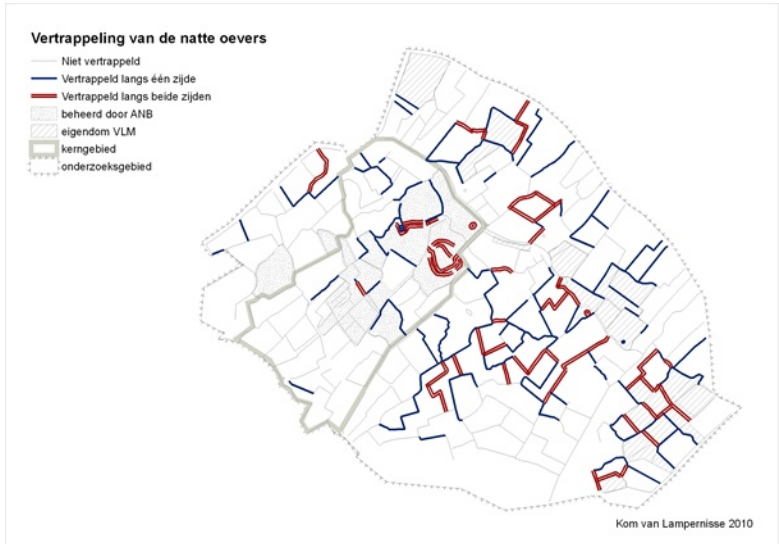 Vertrappeling van de natte oevers
Niet vertrappeld
Vertrappeld langs één zijde
Vertrappeld langs beide zijden
beheerd door ANB
eigendom VLM
kerngebied
onderzoeksgebied
Kom van Lampernisse 2010